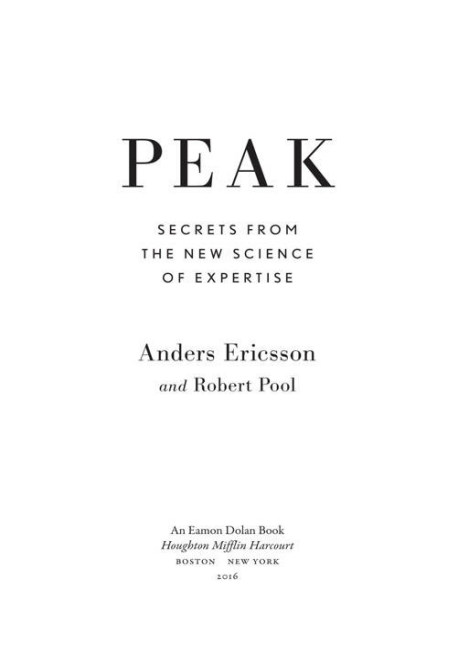 PEAK
SECRETS FROM
THE NEW SCIENCE
OF EXPERTISE
Anders Ericsson
and Robert Pool
An Eamon Dolan Book
Houghton Mifflin Harcourt
BOSTON NEW YORK
2016